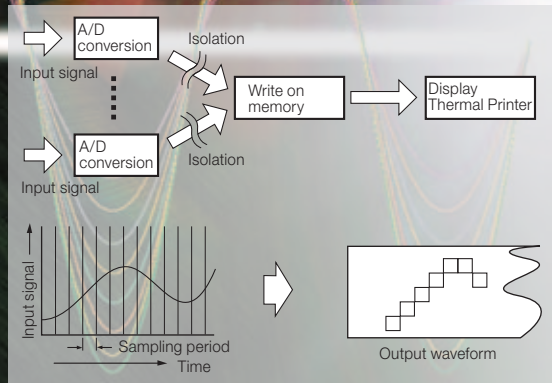 A/D
conversion
Input signal
Isolation
Write on
memory
Display
Thermal Printer
A/D
conversion
Input signal
Isolation
Input signal
Sampling period
Time
Output waveform